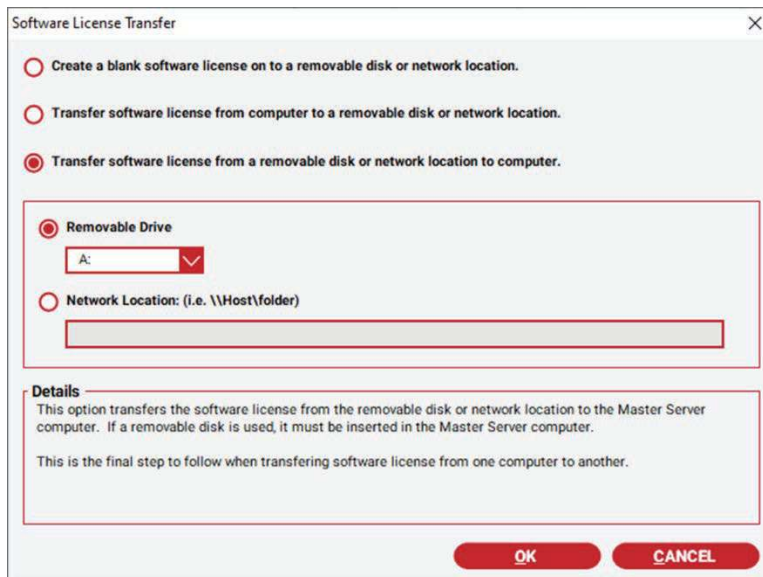 Software License Transfer
Create a blank software license on to a removable disk or network location.
Transfer software license from computer to a removable disk or network location.
Transfer software license from a removable disk or network location to computer.
Removable Drive
A:
Network Location: (i.e. \\Host\folder)
Details
This option transfers the software license from the removable disk or network location to the Master Server
computer. If a removable disk is used, it must be inserted in the Master Server computer.
This is the final step to follow when transfering software license from one computer to another.
OK CANCEL